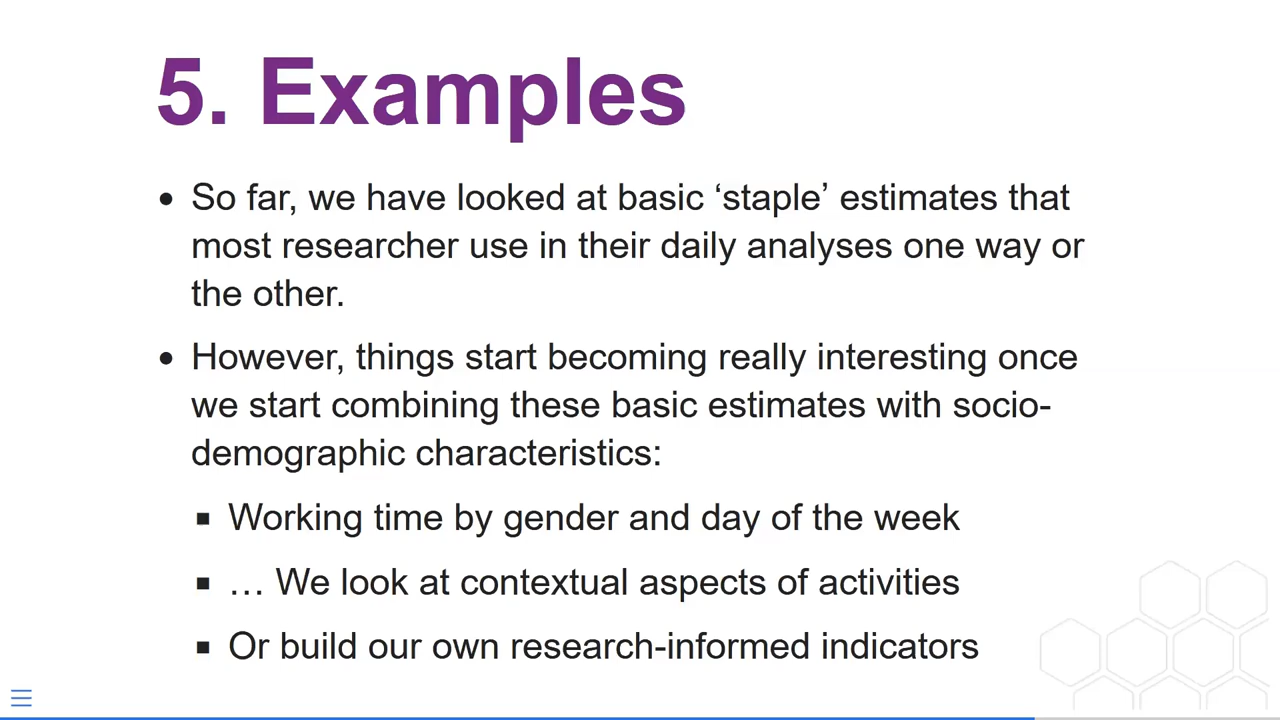 5. Examples
• So far, we have looked at basic ‘staple’ estimates that
most researcher use in their daily analyses one way or
the other.
• However, things start becoming really interesting once
we start combining these basic estimates with socio-
demographic characteristics:
▪ Working time by gender and day of the week
▪ … We look at contextual aspects of activities
▪ Or build our own research-informed indicators